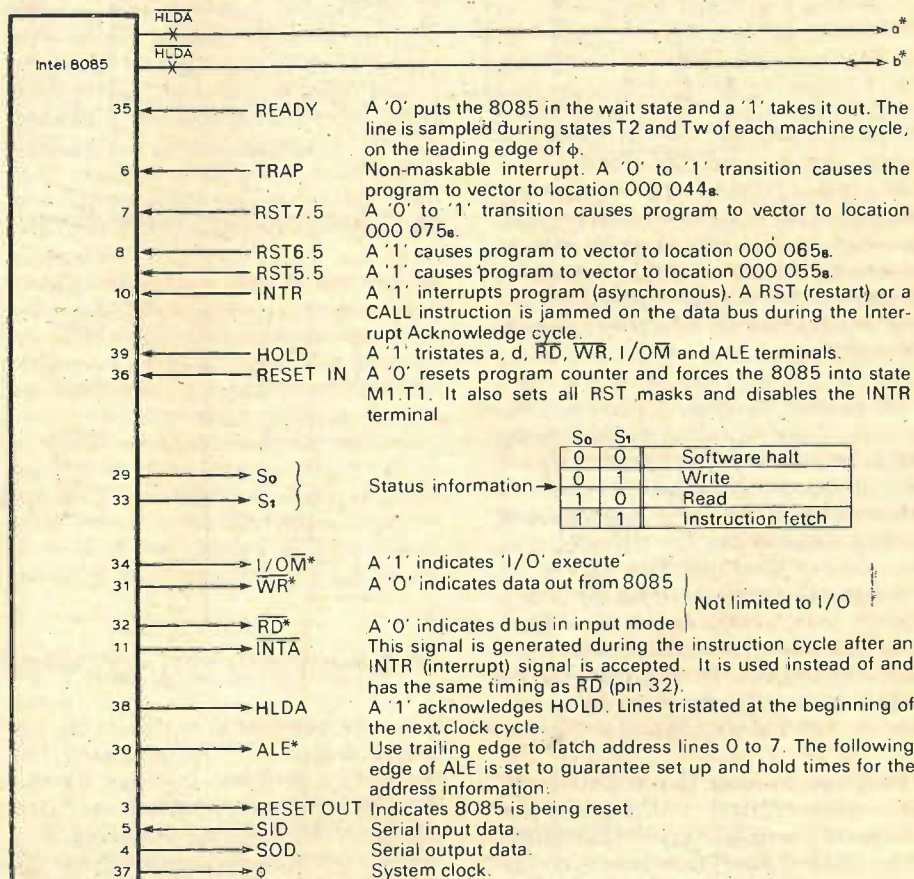 HLDA
a*
HLDA
b*
Intel 8085
35 READY A '0' puts the 8085 in the wait state and a '1' takes it out. The
line is sampled during states T2 and Tw of each machine cycle,
on the leading edge of φ.
6 TRAP Non-maskable interrupt. A '0' to '1' transition causes the
program to vector to location 000 044₈.
7 RST7.5 A '0' to '1' transition causes program to vector to location
000 075₈.
8 RST6.5 A '1' causes program to vector to location 000 065₈.
RST5.5 A '1' causes program to vector to location 000 055₈.
10 INTR A '1' interrupts program (asynchronous). A RST (restart) or a
CALL instruction is jammed on the data bus during the Inter-
rupt Acknowledge cycle.
39 HOLD A '1' tristates a, d, R̅D̅, W̅R̅, I/OM̅ and ALE terminals.
36 RESET IN A '0' resets program counter and forces the 8085 into state
M1.T1. It also sets all RST masks and disables the INTR
terminal
S₀ S₁
0 0 Software halt
29 S₀ 0 1 Write
Status information
33 S₁ 1 0 Read
1 1 Instruction fetch
34 I/OM̅* A '1' indicates 'I/O' execute'
31 W̅R̅* A '0' indicates data out from 8085
Not limited to I/O
32 R̅D̅* A '0' indicates d bus in input mode
11 I̅N̅T̅A̅ This signal is generated during the instruction cycle after an
INTR (interrupt) signal is accepted. It is used instead of and
has the same timing as R̅D̅ (pin 32).
38 HLDA A '1' acknowledges HOLD. Lines tristated at the beginning of
the next clock cycle.
30 ALE* Use trailing edge to latch address lines 0 to 7. The following
edge of ALE is set to guarantee set up and hold times for the
address information.
3 RESET OUT Indicates 8085 is being reset.
5 SID Serial input data.
4 SOD. Serial output data.
37 φ System clock.